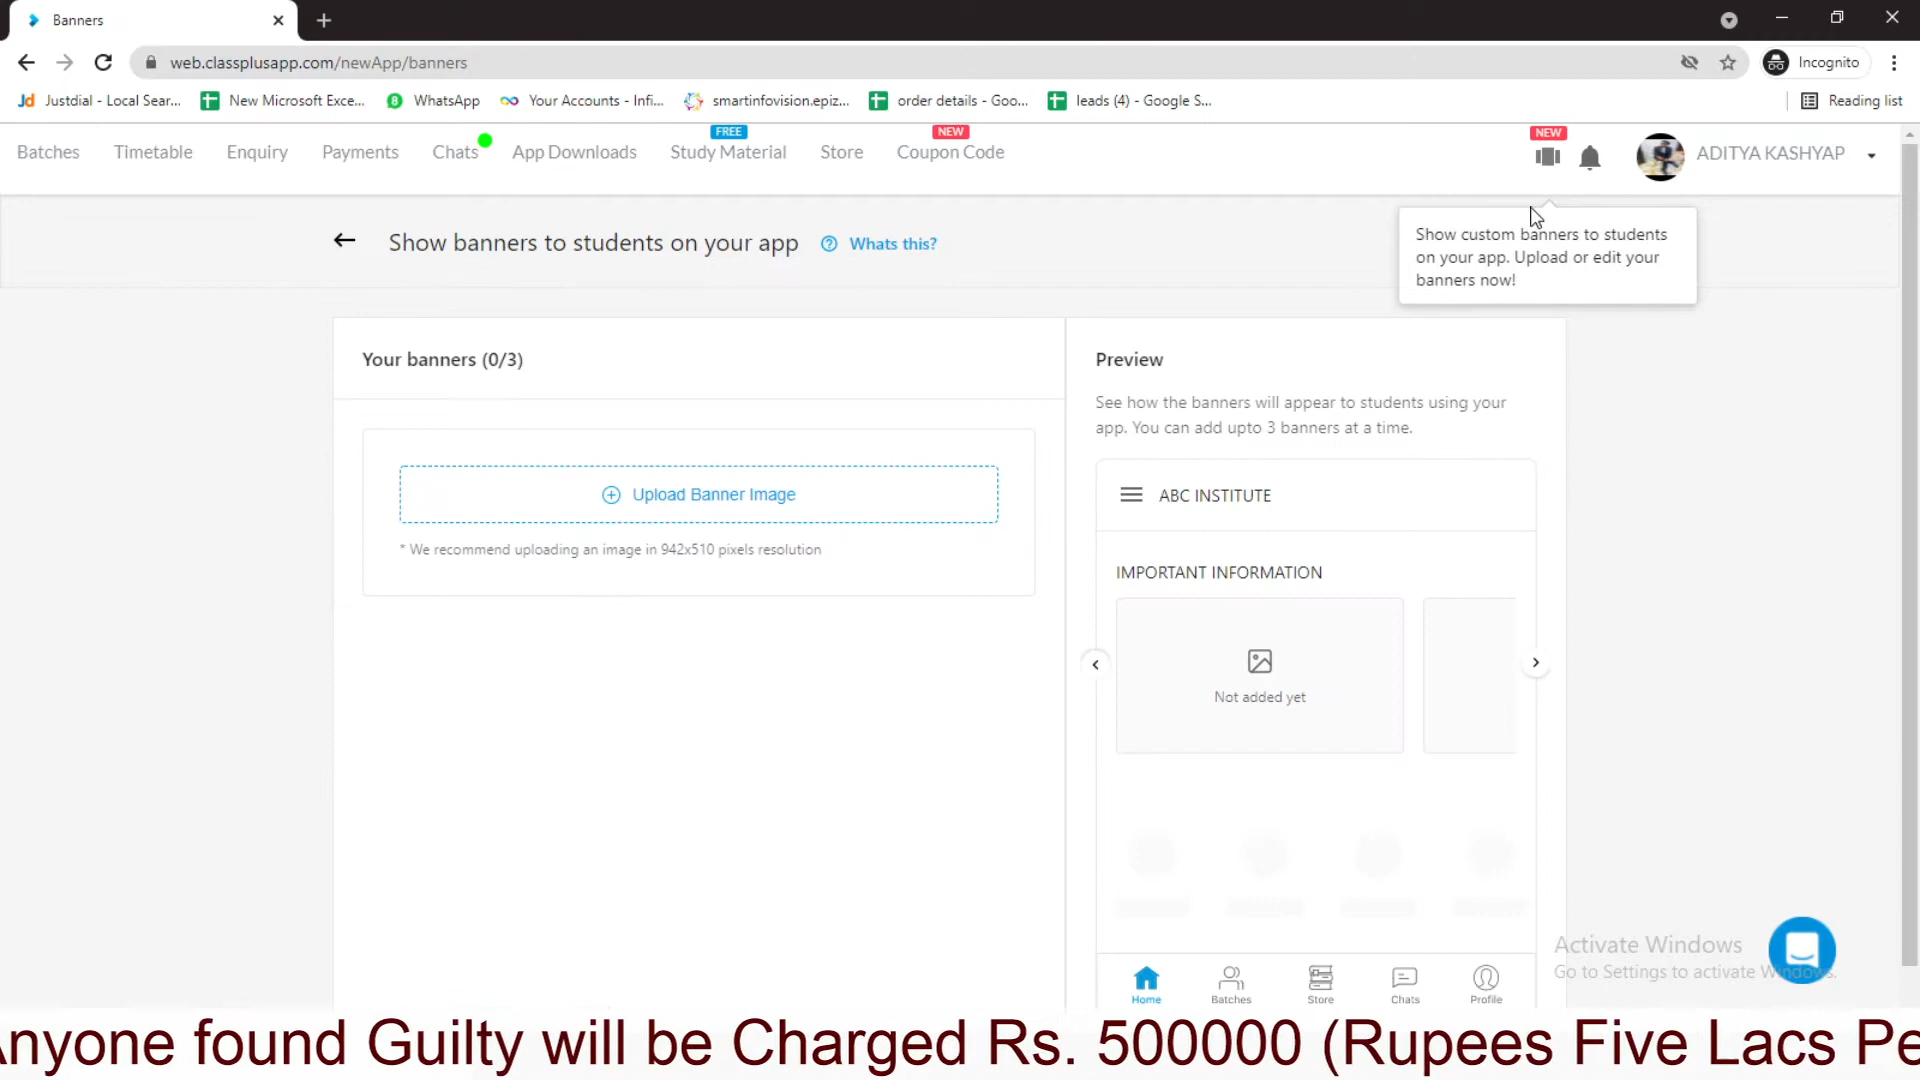 Banners
web.classplusapp.com/newApp/banners
Incognito
Jd Justdial - Local Sear...
New Microsoft Exce...
8 WhatsApp
Your Accounts - Infi...
smartinfovision.epiz...
order details - Goo...
leads (4) - Google S...
Reading list
Batches
Timetable
Enquiry
Payments
Chats
App Downloads
FREE
Study Material
Store
NEW
Coupon Code
NEW
ADITYA KASHYAP
Show banners to students on your app
Whats this?
Show custom banners to students
on your app. Upload or edit your
banners now!
Your banners (0/3)
Upload Banner Image
* We recommend uploading an image in 942x510 pixels resolution
Preview
See how the banners will appear to students using your
app. You can add upto 3 banners at a time.
ABC INSTITUTE
IMPORTANT INFORMATION
Not added yet
Home
Batches
Store
Chats
Profile
Activate Windows
Go to Settings to activate Windows.
Anyone found Guilty will be Charged Rs. 500000 (Rupees Five Lacs Pe